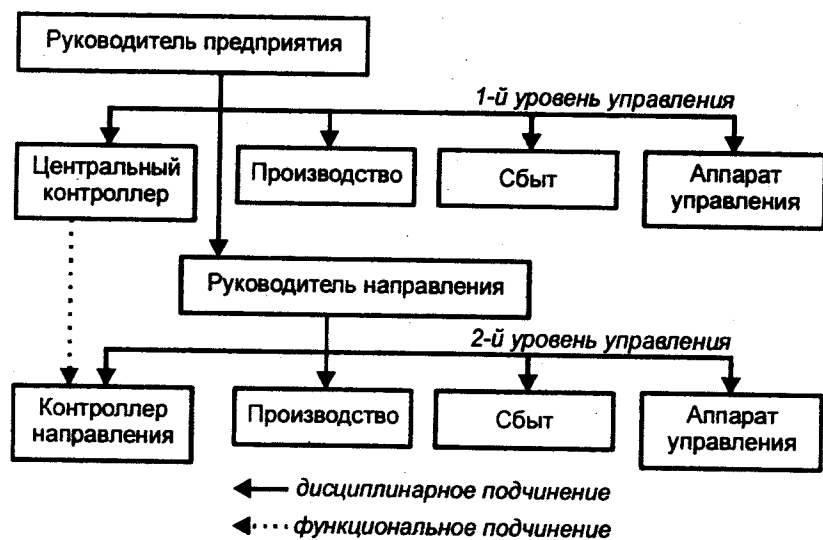 Руководитель предприятия
1-й уровень управления
Центральный
контроллер
Производство
Сбыт
Аппарат
управления
Руководитель направления
2-й уровень управления
Контроллер
направления
Производство
Сбыт
Аппарат
управления
дисциплинарное подчинение
функциональное подчинение